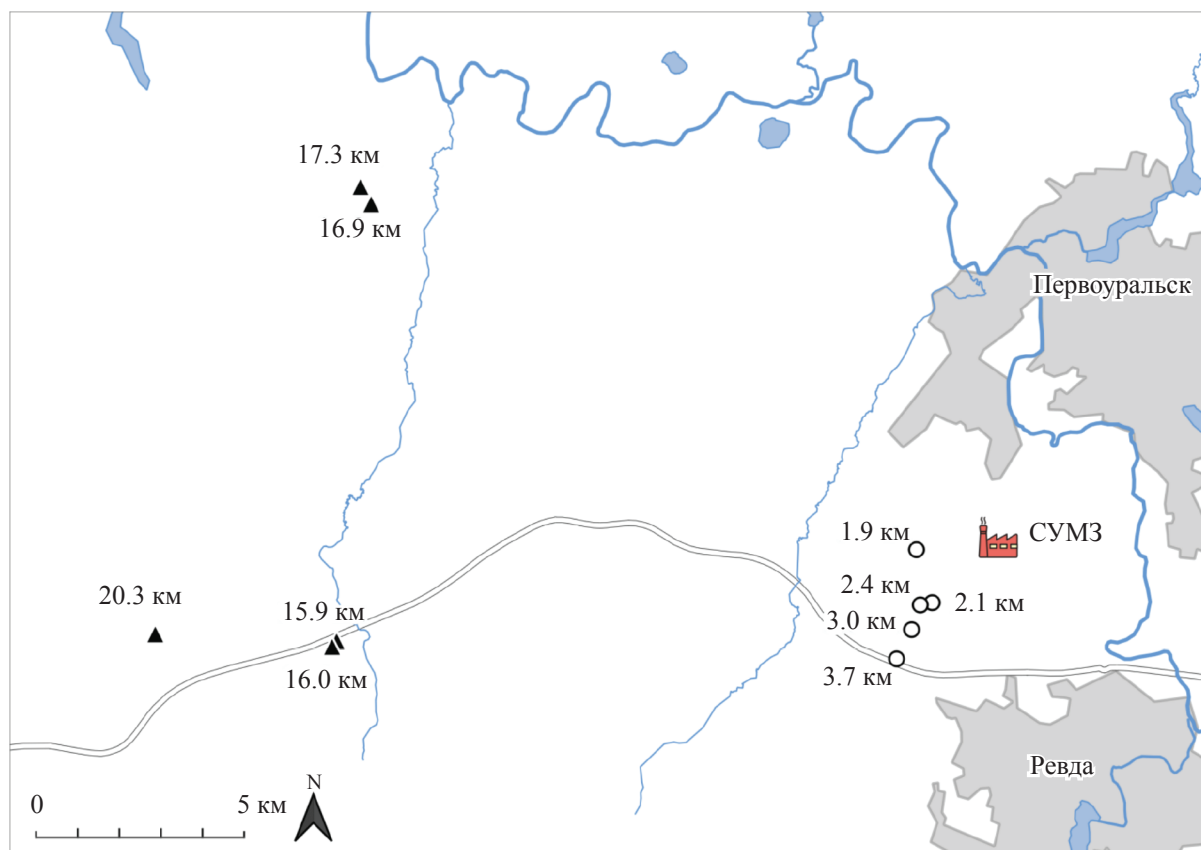 17.3 км
16.9 км
Первоуральск
1.9 км
СУМЗ
2.4 км
20.3 км
15.9 км
2.1 км
3.0 км
16.0 км
3.7 км
Ревда
N
0
5 км